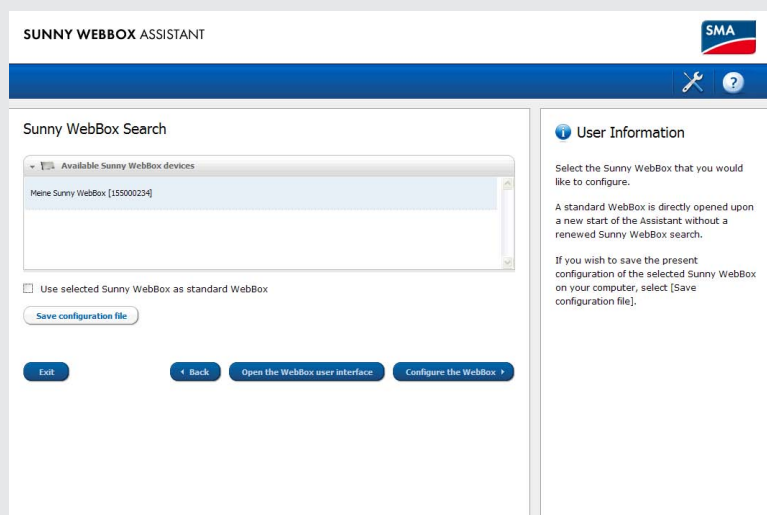 SUNNY WEBBOX ASSISTANT
SMA
?
Sunny WebBox Search
Available Sunny WebBox devices
Meine Sunny WebBox [155000234]
Use selected Sunny WebBox as standard WebBox
Save configuration file
Exit
Back
Open the WebBox user interface
Configure the WebBox
i User Information
Select the Sunny WebBox that you would
like to configure.
A standard WebBox is directly opened upon
a new start of the Assistant without a
renewed Sunny WebBox search.
If you wish to save the present
configuration of the selected Sunny WebBox
on your computer, select [Save
configuration file].